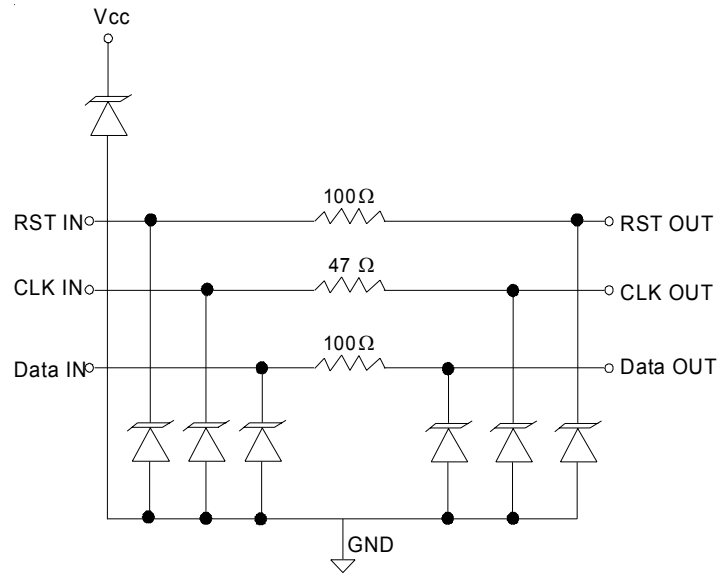 Vcc
100Ω
RST IN
RST OUT
47 Ω
CLK IN
CLK OUT
100Ω
Data IN
Data OUT
GND